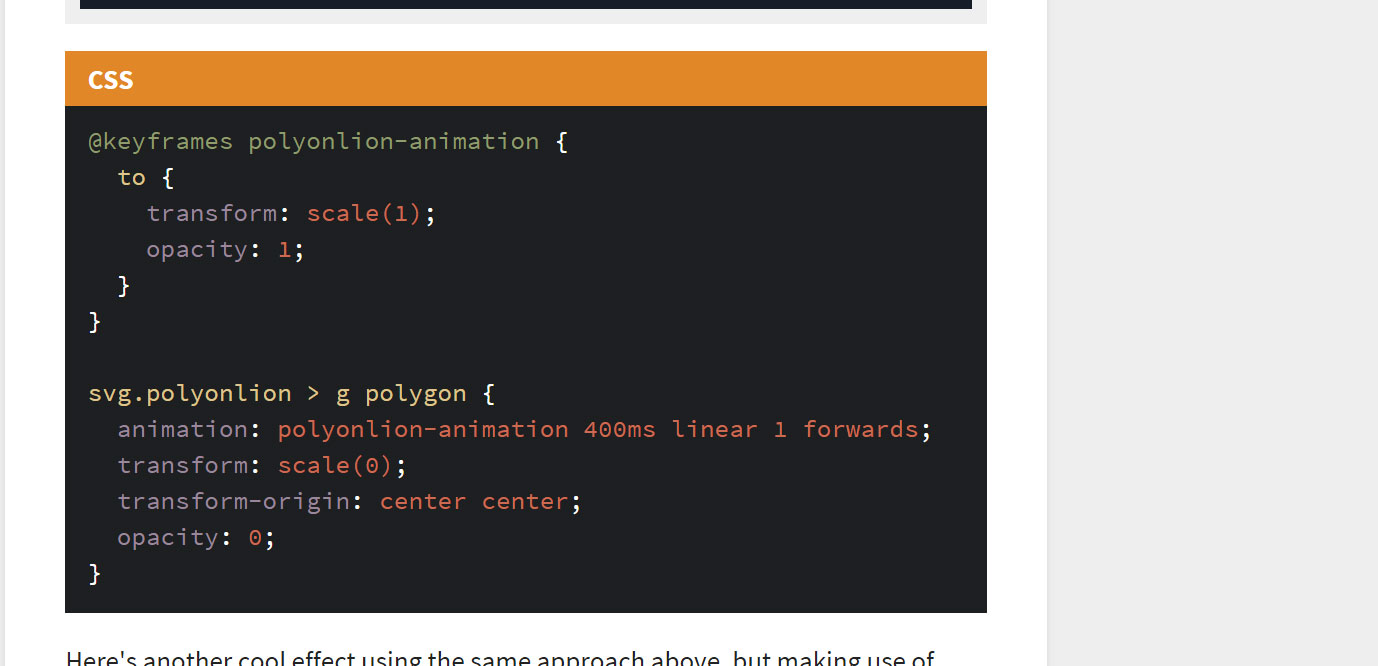 CSS
@keyframes polyonlion-animation {
  to {
    transform: scale(1);
    opacity: 1;
  }
}
svg.polyonlion > g polygon {
  animation: polyonlion-animation 400ms linear 1 forwards;
  transform: scale(0);
  transform-origin: center center;
  opacity: 0;
}
Here's another cool effect using the same approach above, but making use of